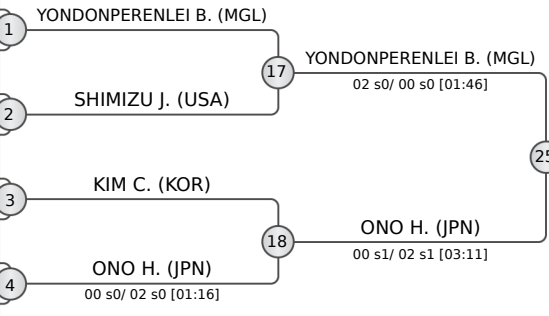 1
YONDONPERENLEI B. (MGL)
17
YONDONPERENLEI B. (MGL)
02 s0/ 00 s0 [01:46]
2
SHIMIZU J. (USA)
25
3
KIM C. (KOR)
18
ONO H. (JPN)
00 s1/ 02 s1 [03:11]
4
ONO H. (JPN)
00 s0/ 02 s0 [01:16]